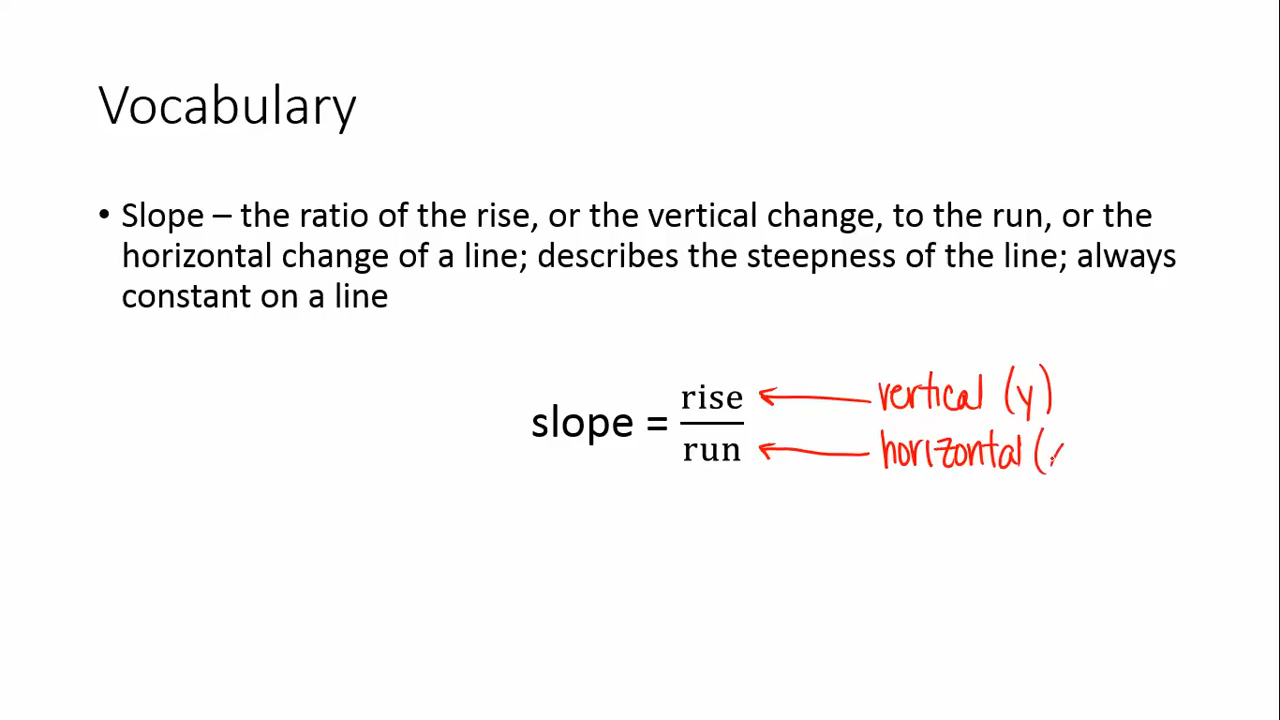 Vocabulary
• Slope – the ratio of the rise, or the vertical change, to the run, or the
horizontal change of a line; describes the steepness of the line; always
constant on a line
slope = rise/run
vertical (y)
horizontal (